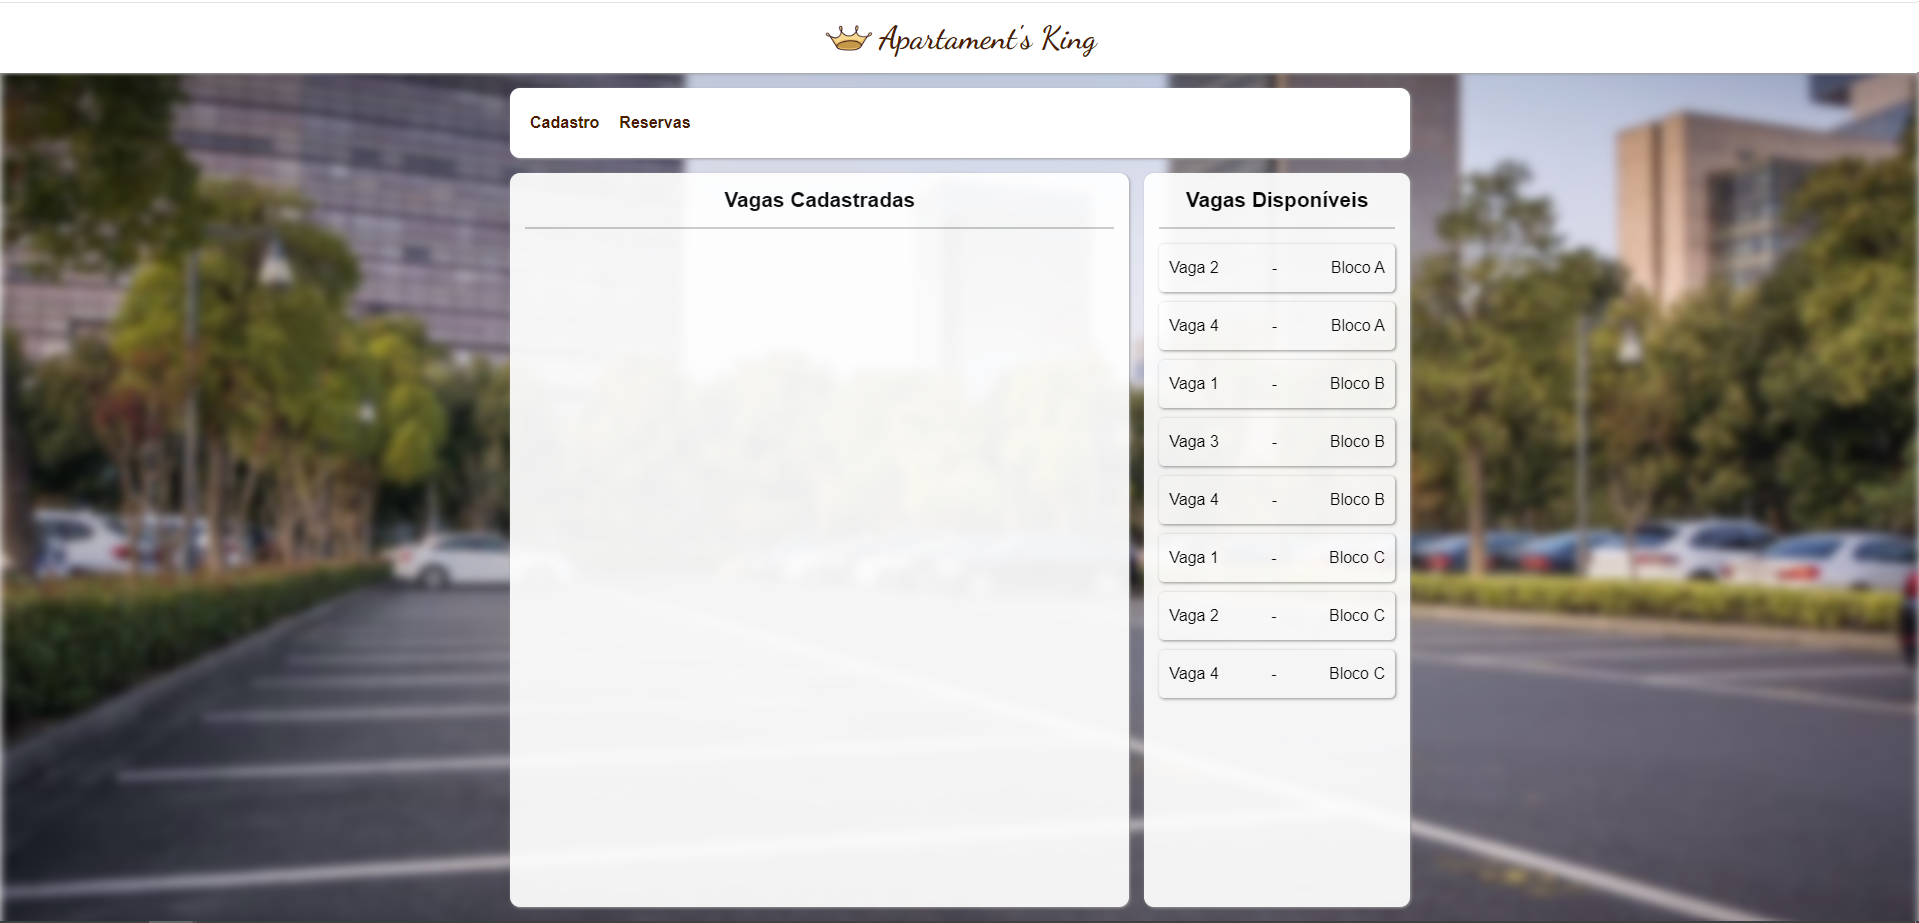 Apartament's King
Cadastro Reservas
Vagas Cadastradas
Vagas Disponíveis
Vaga 2 - Bloco A
Vaga 4 - Bloco A
Vaga 1 - Bloco B
Vaga 3 - Bloco B
Vaga 4 - Bloco B
Vaga 1 - Bloco C
Vaga 2 - Bloco C
Vaga 4 - Bloco C